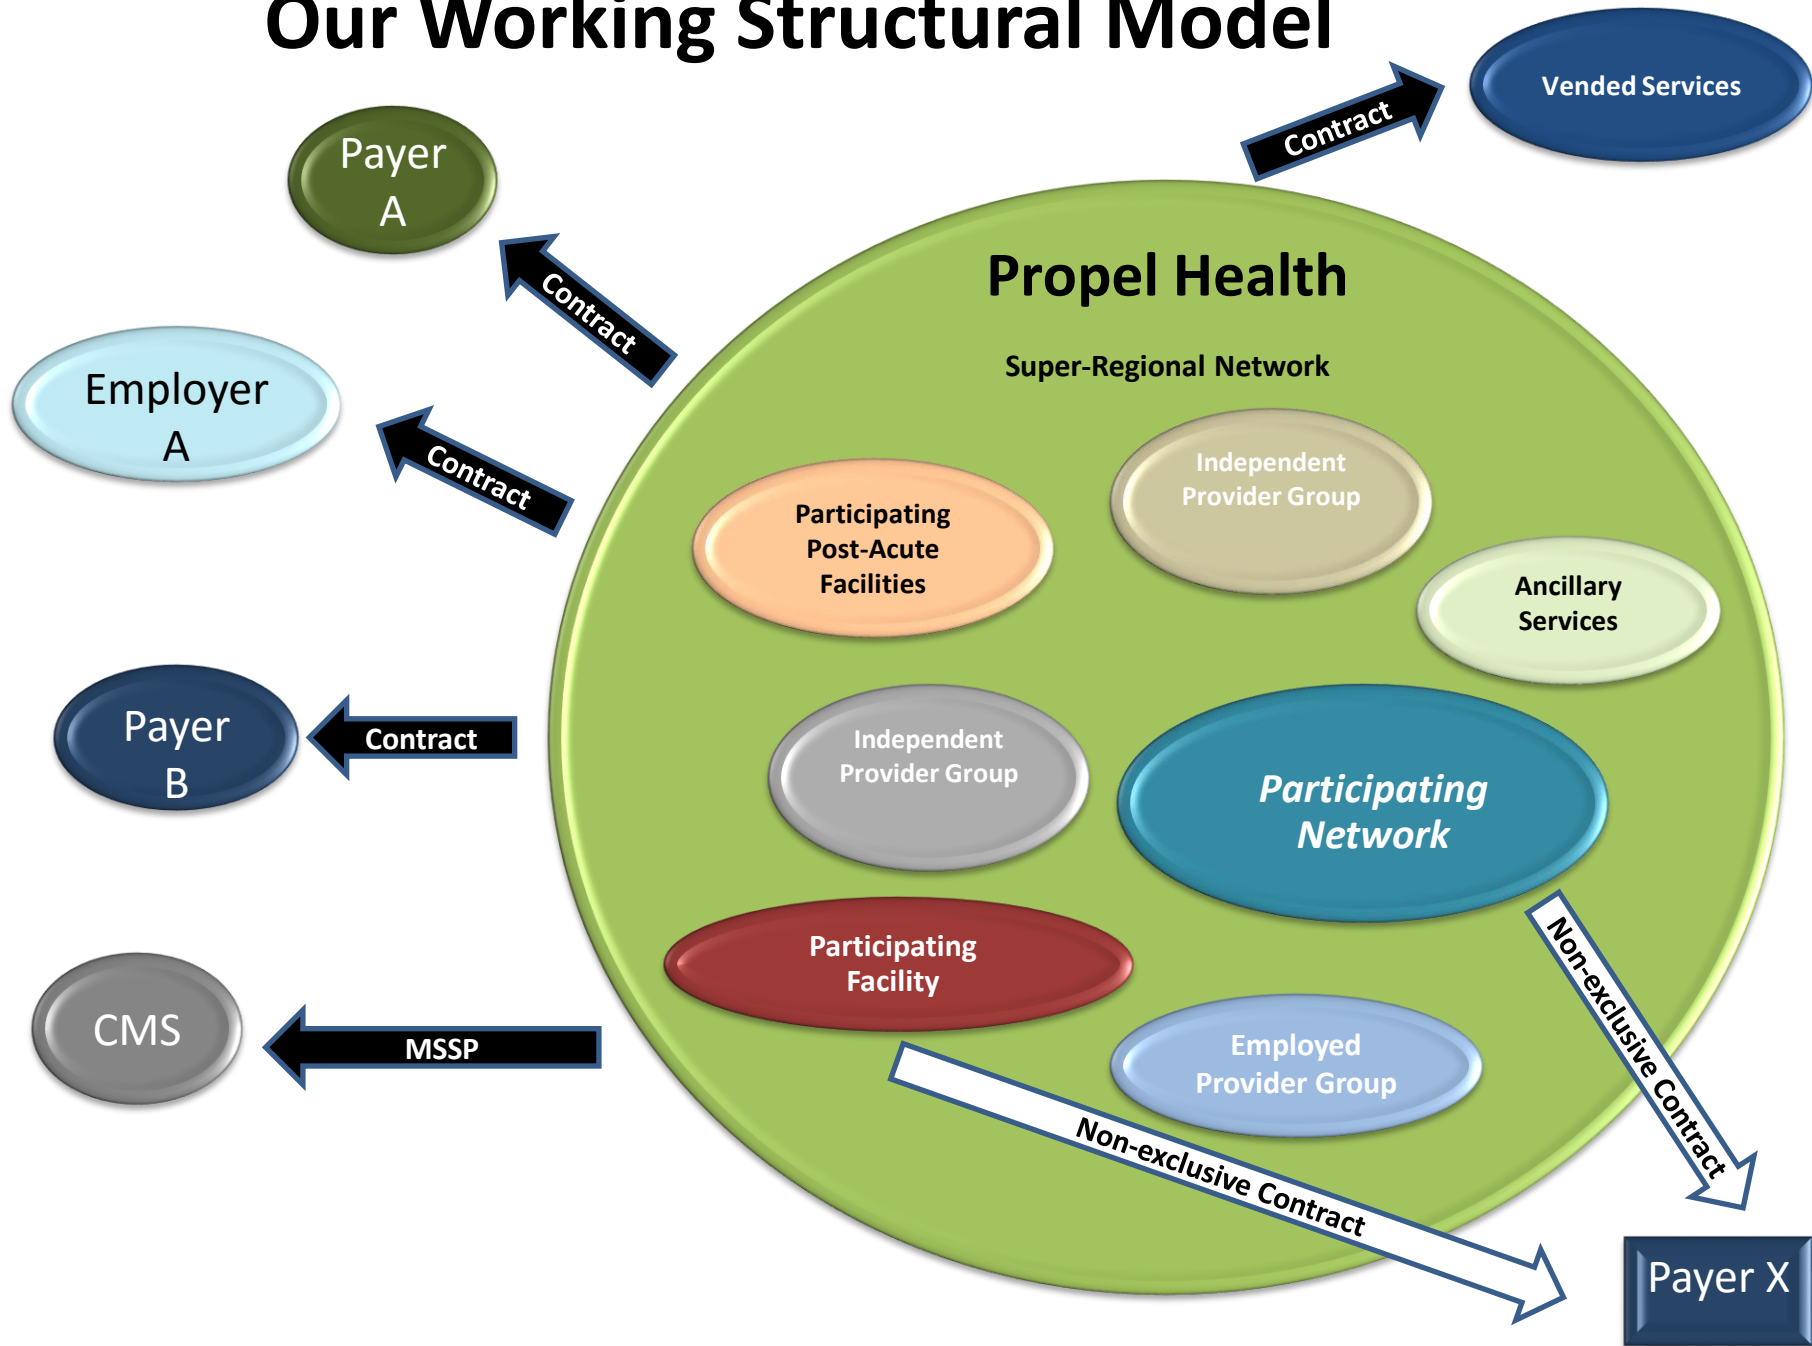 Our Working Structural Model
Vended Services
Contract
Payer
A
Contract
Propel Health
Super-Regional Network
Employer
A
Contract
Independent
Provider Group
Participating
Post-Acute
Facilities
Ancillary
Services
Payer
B
Contract
Independent
Provider Group
Participating
Network
Participating
Facility
Non-exclusive Contract
CMS
MSSP
Employed
Provider Group
Non-exclusive Contract
Payer X